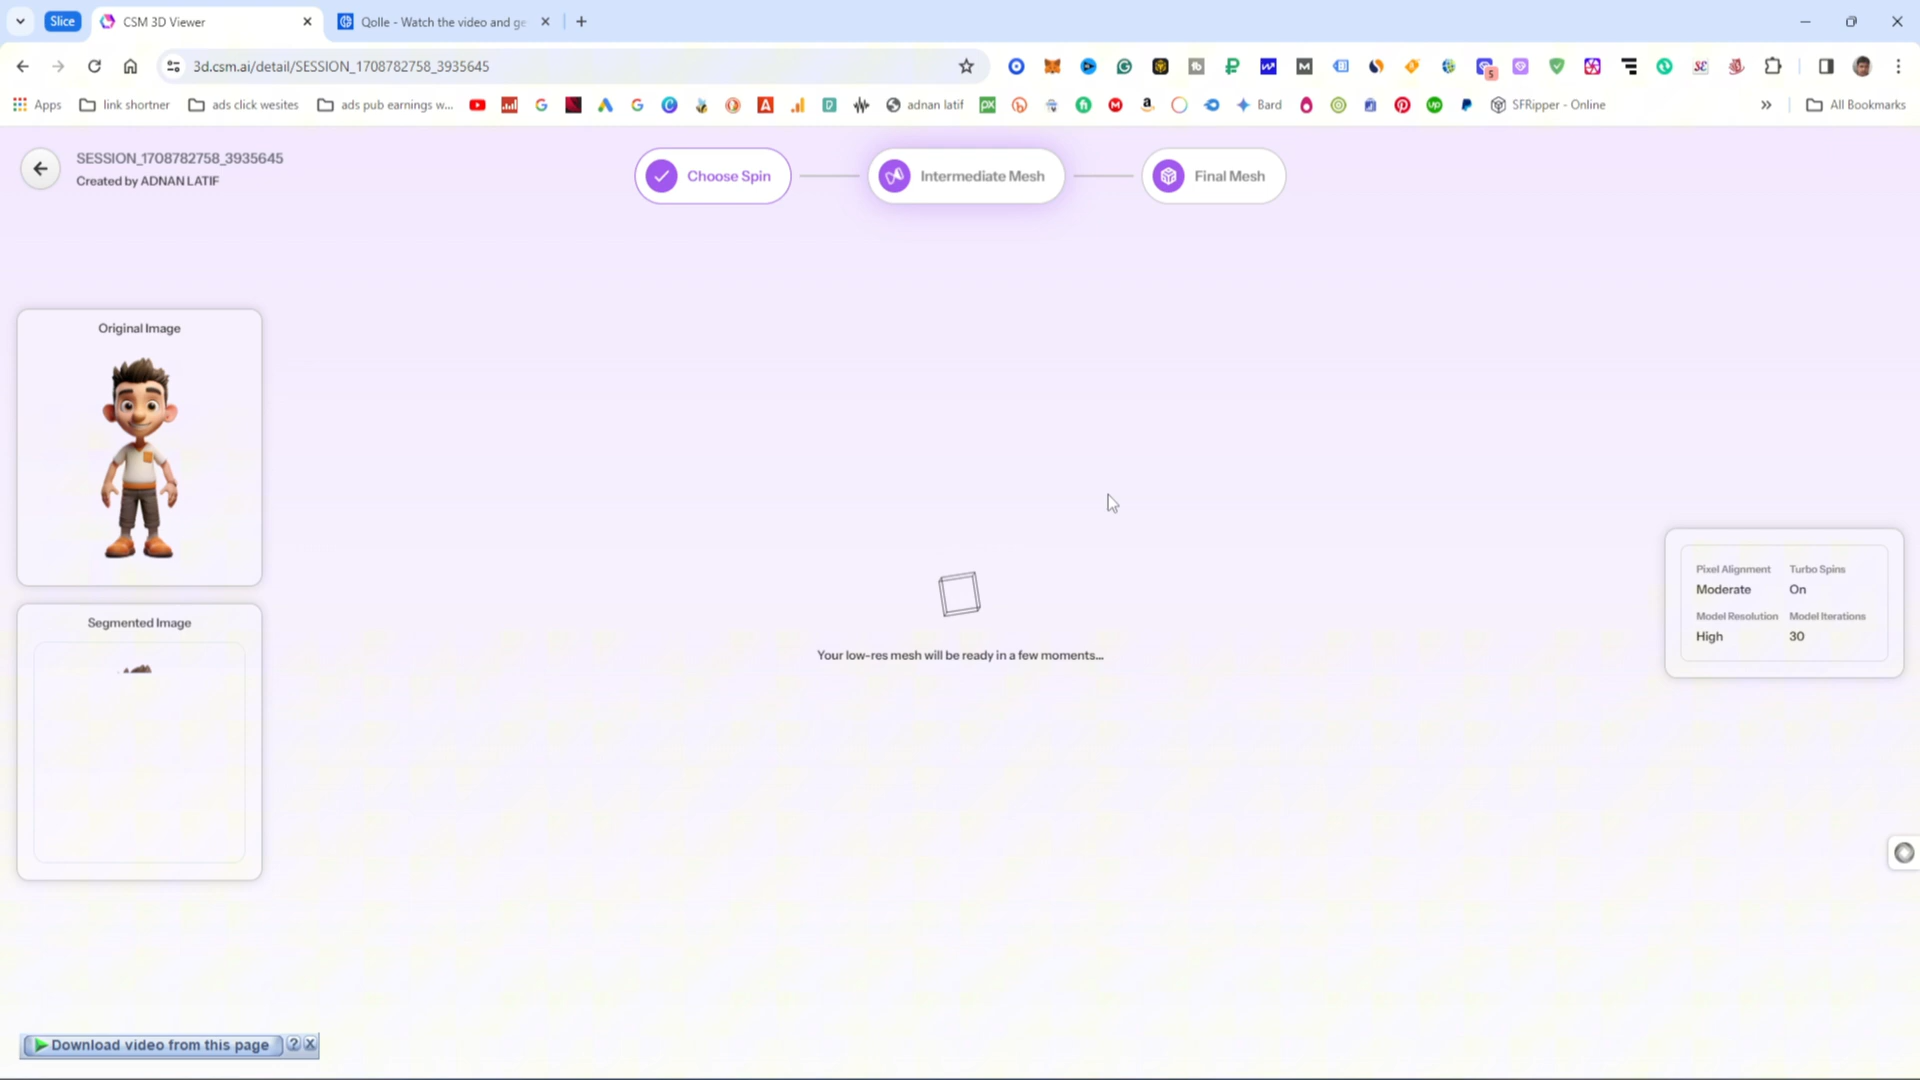 Slice
CSM 3D Viewer
Qolle - Watch the video and ge
3d.csm.ai/detail/SESSION_1708782758_3935645
5
Apps
link shortner
ads click wesites
ads pub earnings w...
adnan latif
Bard
SFRipper - Online
All Bookmarks
SESSION_1708782758_3935645
Created by ADNAN LATIF
Choose Spin
Intermediate Mesh
Final Mesh
Original Image
Segmented Image
Your low-res mesh will be ready in a few moments...
Pixel Alignment
Turbo Spins
Moderate
On
Model Resolution
Model Iterations
High
30
Download video from this page